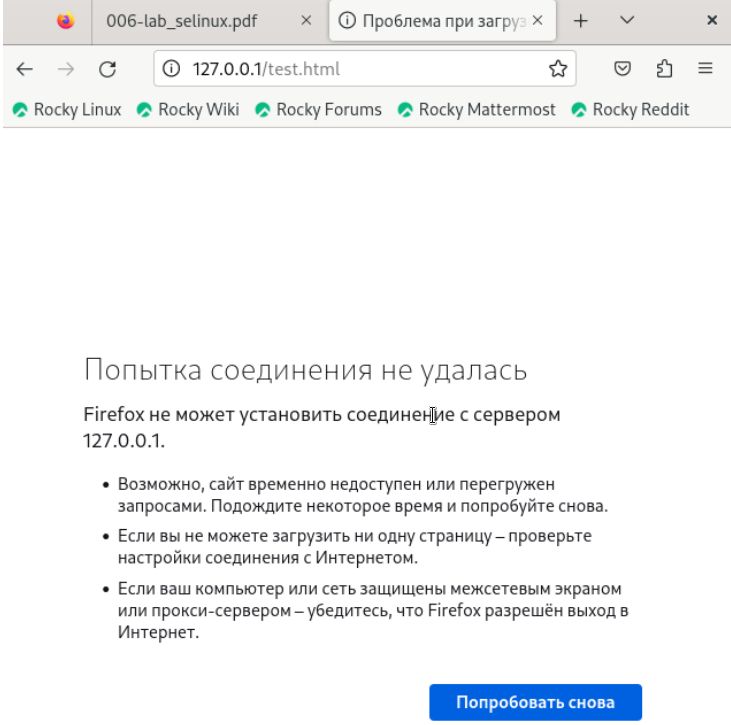 006-lab_selinux.pdf
Проблема при загруз
127.0.0.1/test.html
Rocky Linux
Rocky Wiki
Rocky Forums
Rocky Mattermost
Rocky Reddit
Попытка соединения не удалась
Firefox не может установить соединение с сервером
127.0.0.1.
Возможно, сайт временно недоступен или перегружен
запросами. Подождите некоторое время и попробуйте снова.
Если вы не можете загрузить ни одну страницу – проверьте
настройки соединения с Интернетом.
Если ваш компьютер или сеть защищены межсетевым экраном
или прокси-сервером – убедитесь, что Firefox разрешён выход в
Интернет.
Попробовать снова